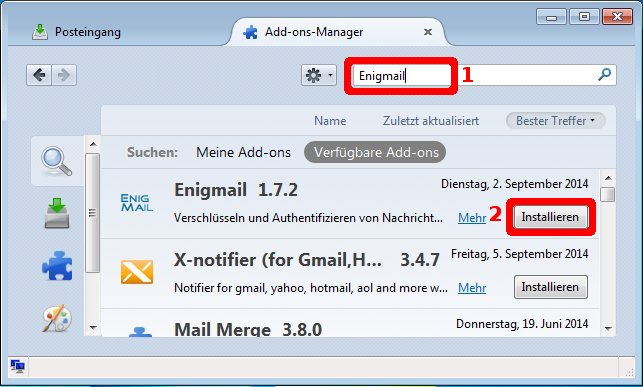 Posteingang
Add-ons-Manager
Enigmail
1
Name Zuletzt aktualisiert Bester Treffer
Suchen: Meine Add-ons Verfügbare Add-ons
ENIG
MAIL
Enigmail 1.7.2
Dienstag, 2. September 2014
Verschlüsseln und Authentifizieren von Nachricht... Mehr
2
Installieren
X-notifier (for Gmail,H... 3.4.7
Freitag, 5. September 2014
Notifier for gmail, yahoo, hotmail, aol and more w... Mehr
Installieren
Mail Merge 3.8.0
Donnerstag, 19. Juni 2014